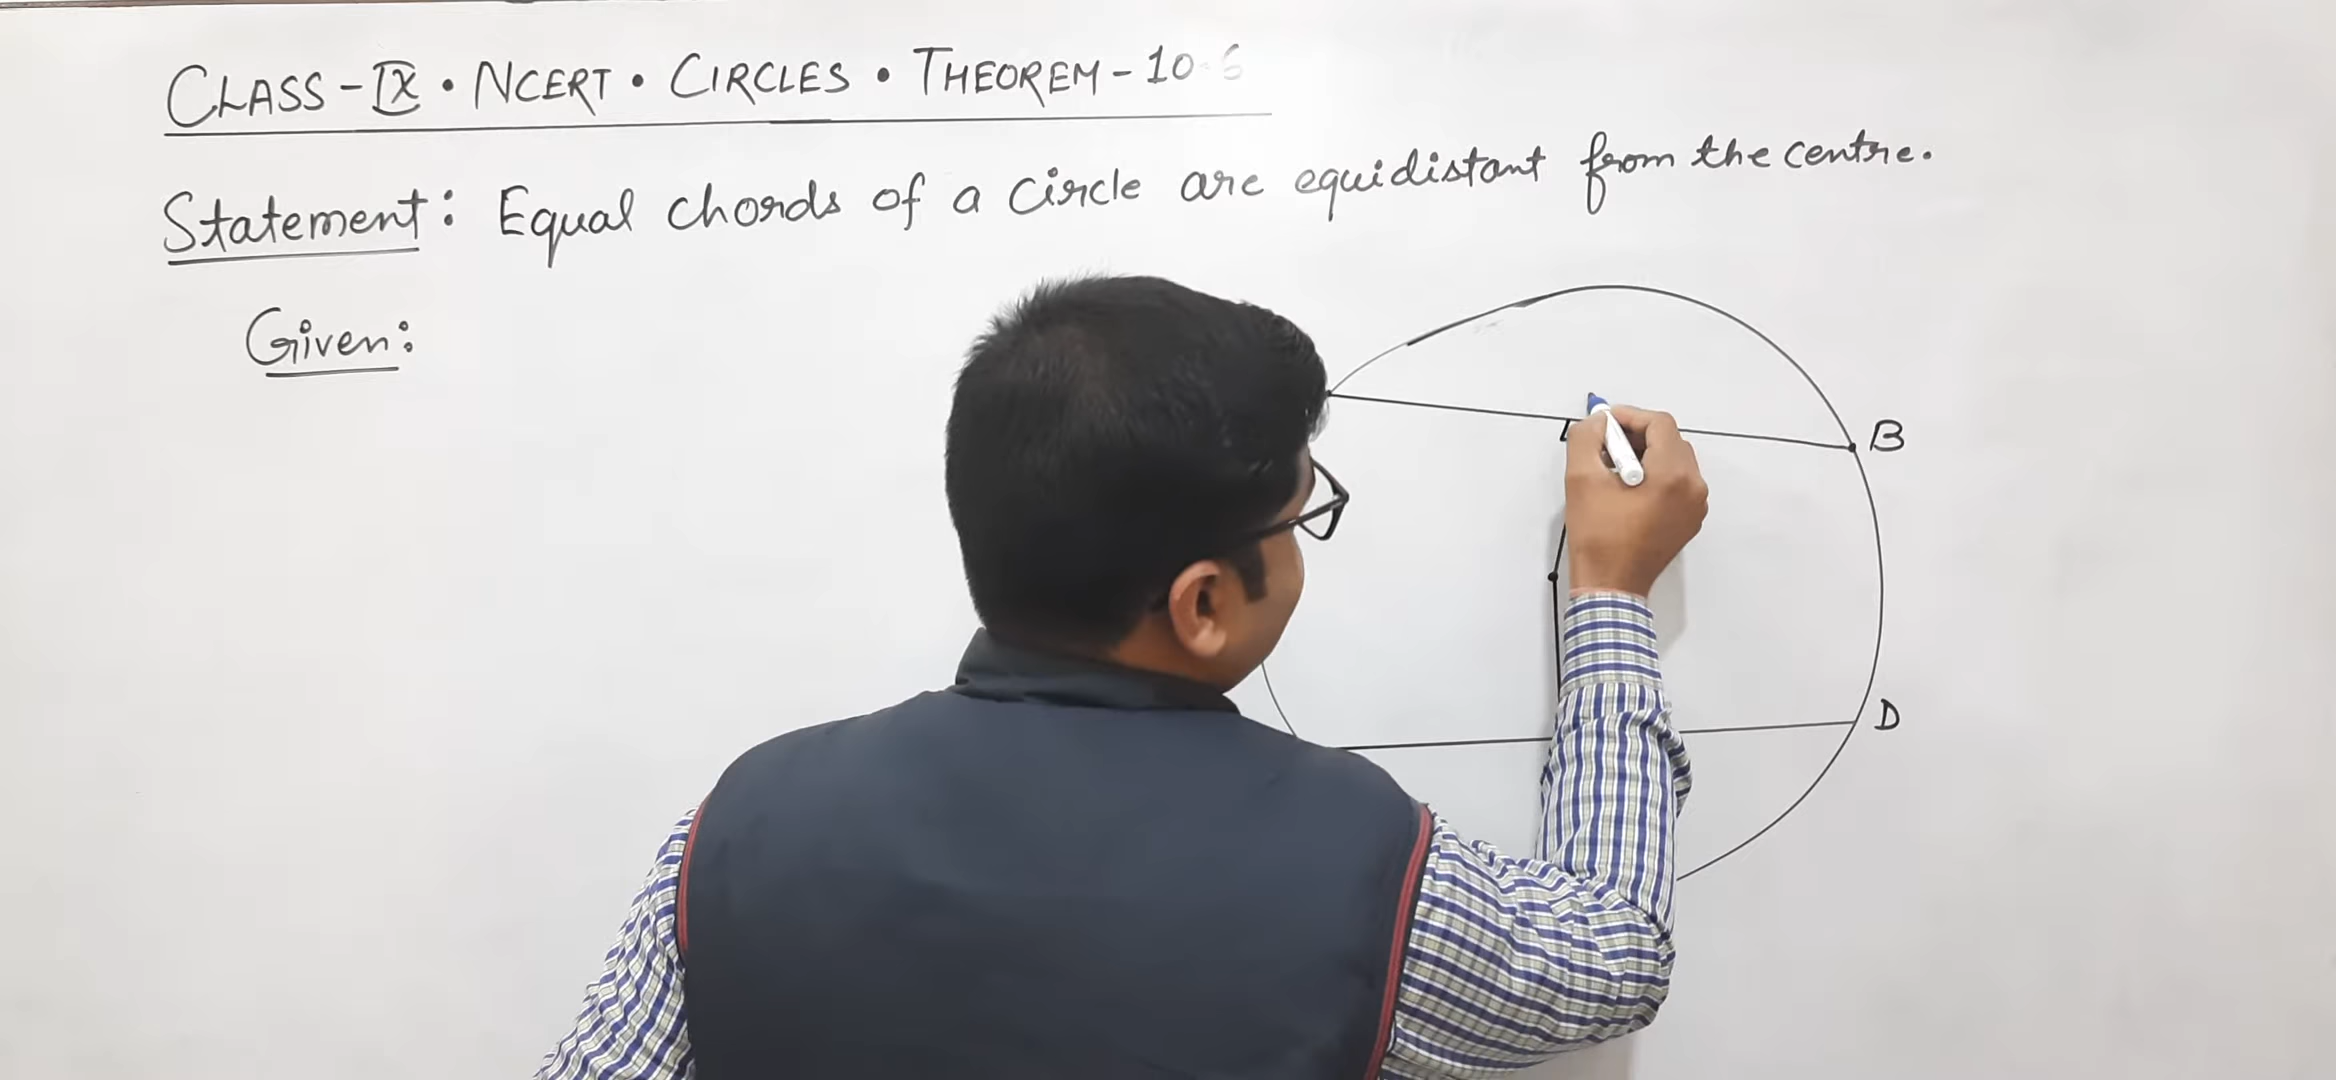 CLASS - IX • NCERT • CIRCLES • THEOREM - 10.6
Statement: Equal chords of a circle are equidistant from the centre.
Given:
B
D